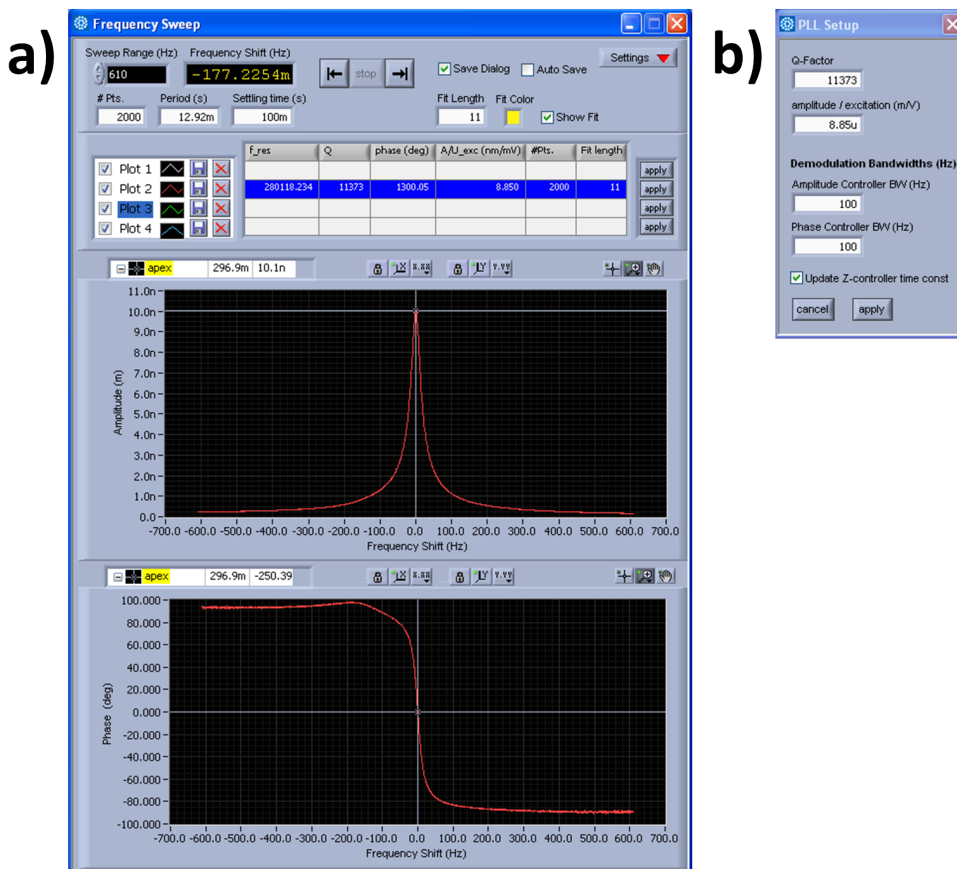 a)
Frequency Sweep
Sweep Range (Hz) Frequency Shift (Hz)
610 -177.2254m
stop
Save Dialog Auto Save
Settings
# Pts. Period (s) Settling time (s)
2000 12.92m 100m
Fit Length Fit Color
11 Show Fit
f_res Q phase (deg) A/U_exc (nm/mV) #Pts. Fit length
Plot 1 apply
Plot 2 280118.234 11373 1300.05 8.850 2000 11 apply
Plot 3 apply
Plot 4 apply
apex 296.9m 10.1n
X X.XX Y Y.YY
11.0n
10.0n
9.0n
8.0n
7.0n
6.0n
5.0n
4.0n
3.0n
2.0n
1.0n
0.0
Amplitude (m)
-700.0 -600.0 -500.0 -400.0 -300.0 -200.0 -100.0 0.0 100.0 200.0 300.0 400.0 500.0 600.0 700.0
Frequency Shift (Hz)
apex 296.9m -250.39
X X.XX Y Y.YY
100.000
80.000
60.000
40.000
20.000
0.000
-20.000
-40.000
-60.000
-80.000
-100.000
Phase (deg)
-700.0 -600.0 -500.0 -400.0 -300.0 -200.0 -100.0 0.0 100.0 200.0 300.0 400.0 500.0 600.0 700.0
Frequency Shift (Hz)
b)
PLL Setup
Q-Factor
11373
amplitude / excitation (m/V)
8.85u
Demodulation Bandwidths (Hz)
Amplitude Controller BW (Hz)
100
Phase Controller BW (Hz)
100
Update Z-controller time const
cancel apply